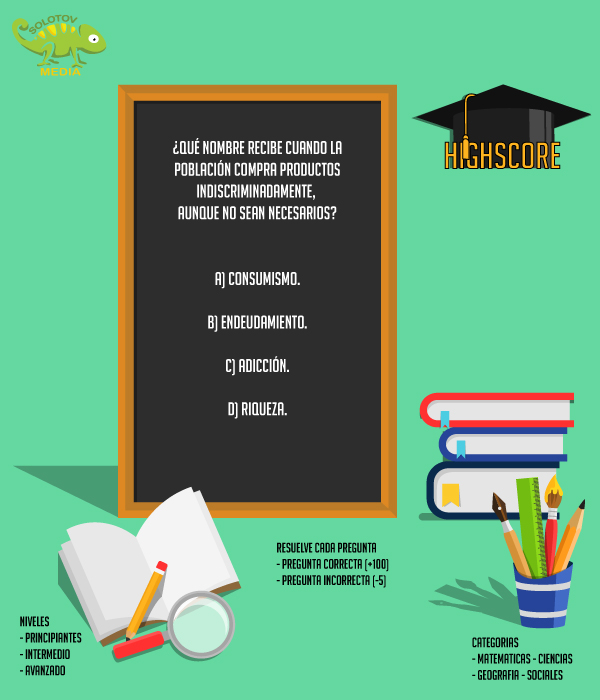 SOLOTOV
MEDIA
HIGHSCORE
¿QUÉ NOMBRE RECIBE CUANDO LA
POBLACIÓN COMPRA PRODUCTOS
INDISCRIMINADAMENTE,
AUNQUE NO SEAN NECESARIOS?
A) CONSUMISMO.
B) ENDEUDAMIENTO.
C) ADICCIÓN.
D) RIQUEZA.
RESUELVE CADA PREGUNTA
- PREGUNTA CORRECTA (+100)
- PREGUNTA INCORRECTA (-5)
NIVELES
- PRINCIPIANTES
- INTERMEDIO
- AVANZADO
CATEGORIAS
- MATEMATICAS - CIENCIAS
- GEOGRAFIA - SOCIALES